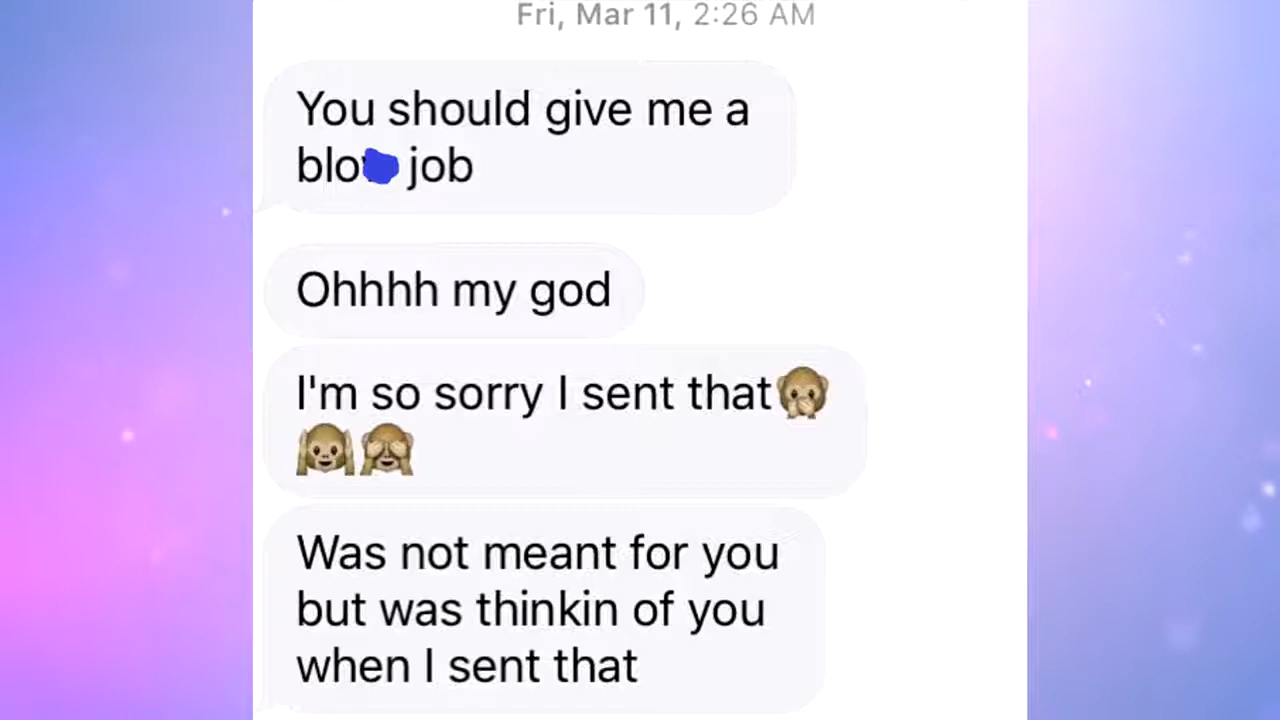 Fri, Mar 11, 2:26 AM
You should give me a
blo job
Ohhhh my god
I'm so sorry I sent that🙊
🙉🙈
Was not meant for you
but was thinkin of you
when I sent that